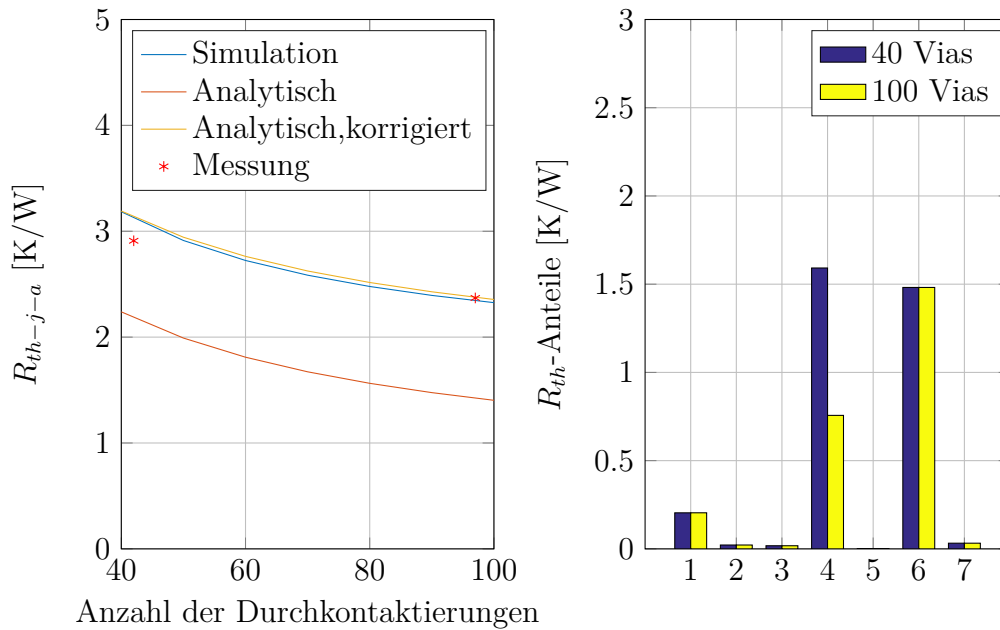 5
4
3
2
1
0
40
60
80
100
R_{th-j-a} [K/W]
Anzahl der Durchkontaktierungen
Simulation
Analytisch
Analytisch,korrigiert
Messung
3
2.5
2
1.5
1
0.5
0
1
2
3
4
5
6
7
R_{th}-Anteile [K/W]
40 Vias
100 Vias